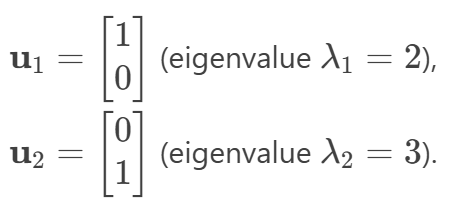 u₁ = [1 0] (eigenvalue λ₁ = 2),
u₂ = [0 1] (eigenvalue λ₂ = 3).